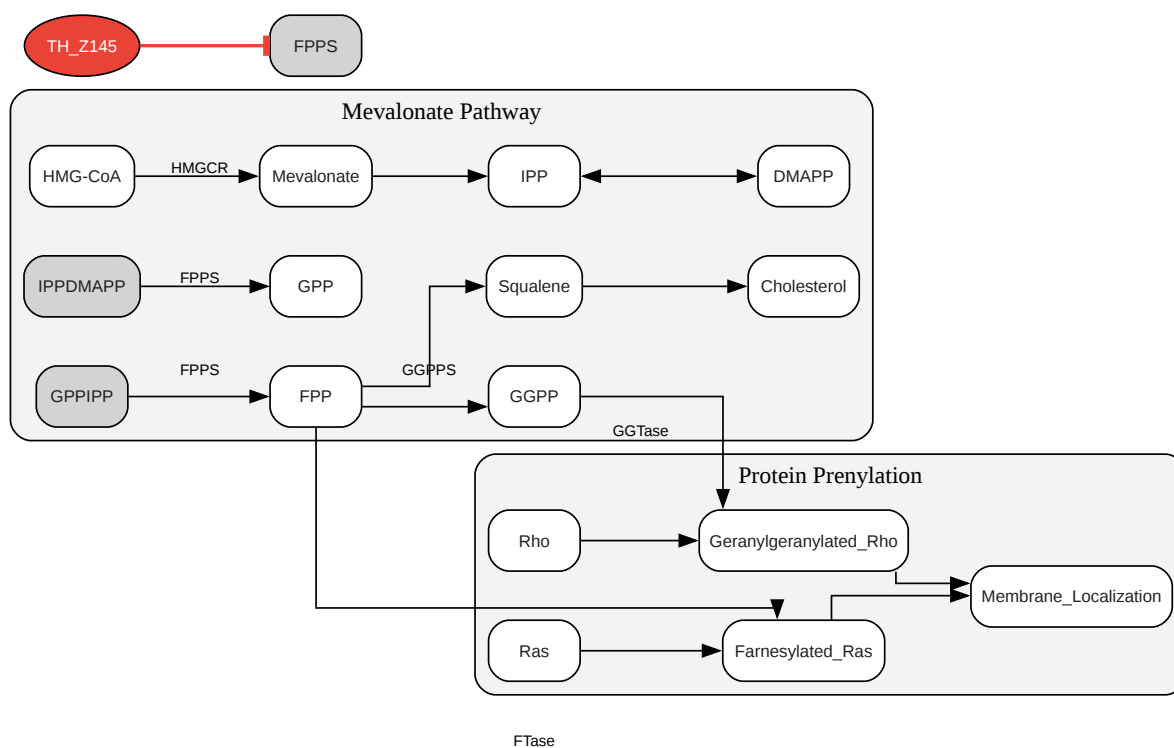 TH_Z145
FPPS
Mevalonate Pathway
HMG-CoA
HMGCR
Mevalonate
IPP
DMAPP
IPPDMAPP
FPPS
GPP
Squalene
Cholesterol
GPPIPP
FPPS
FPP
GGPPS
GGPP
GGTase
Protein Prenylation
Rho
Geranylgeranylated_Rho
Membrane_Localization
Ras
Farnesylated_Ras
FTase